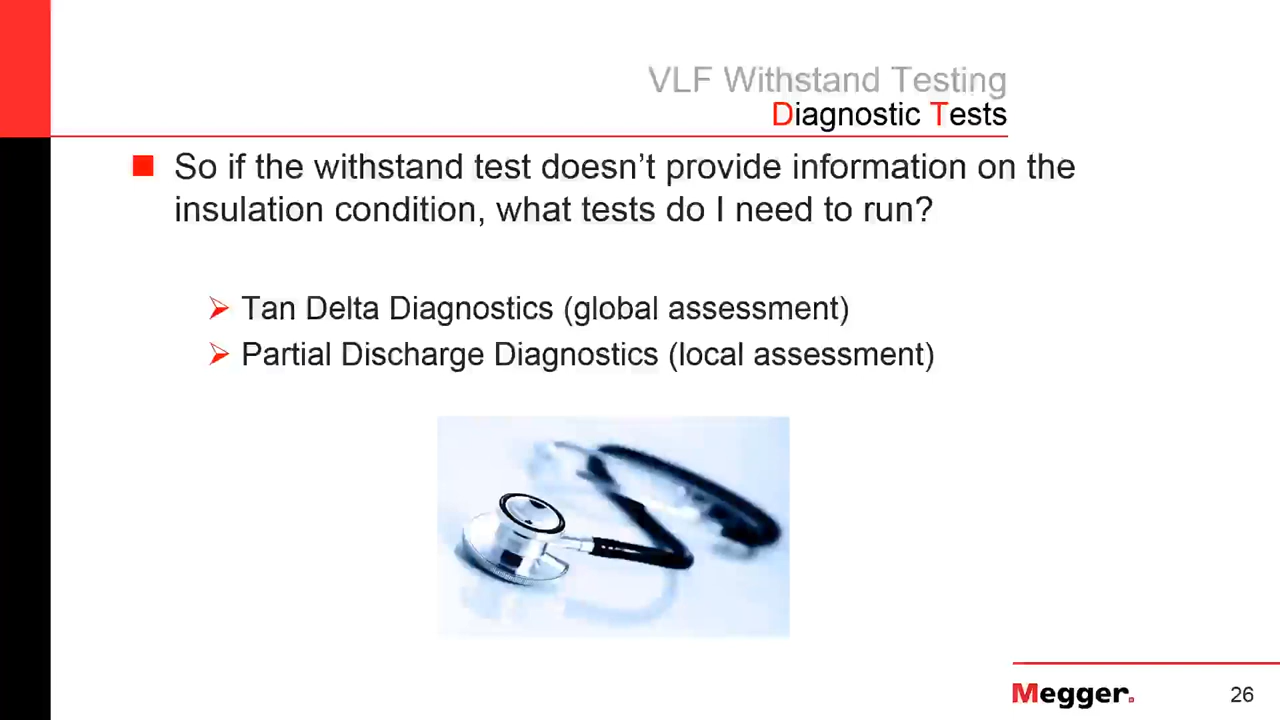 VLF Withstand Testing
Diagnostic Tests
So if the withstand test doesn't provide information on the
insulation condition, what tests do I need to run?
Tan Delta Diagnostics (global assessment)
Partial Discharge Diagnostics (local assessment)
Megger.
26